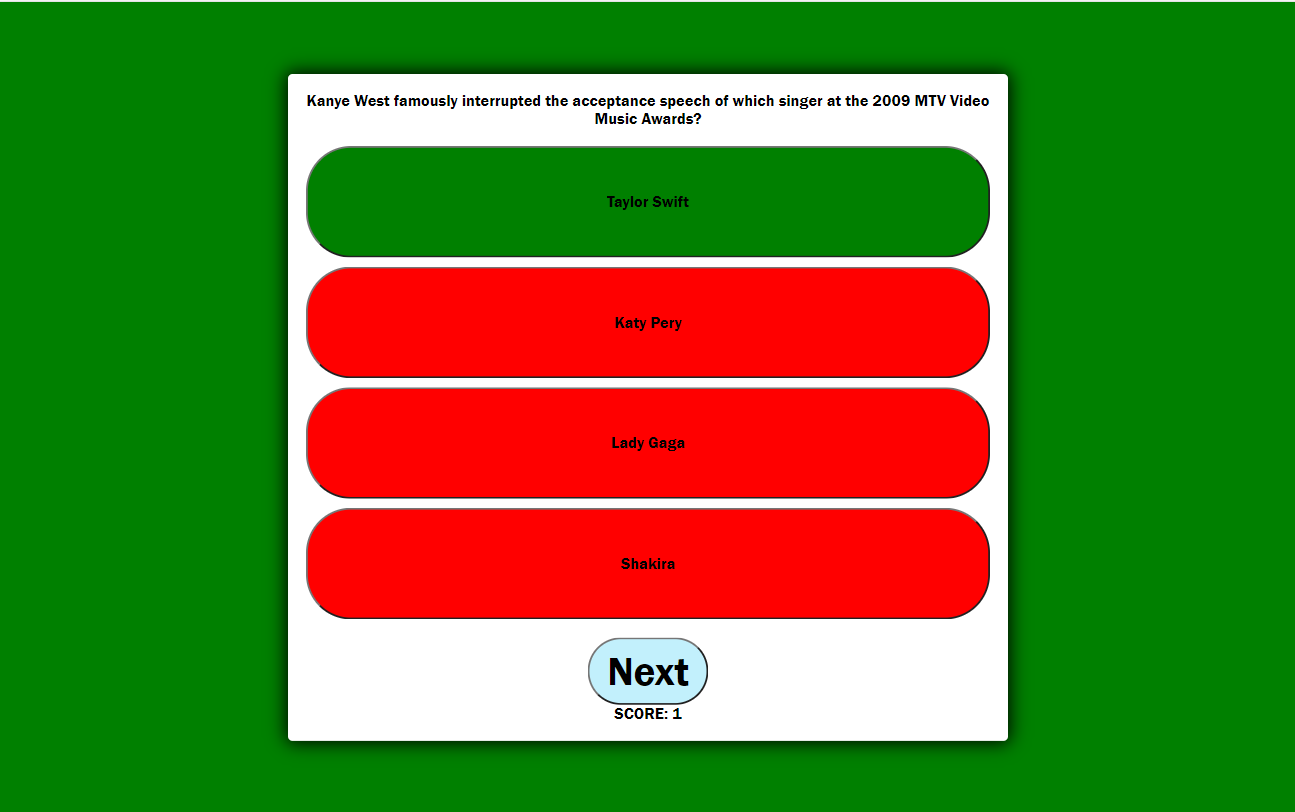 Kanye West famously interrupted the acceptance speech of which singer at the 2009 MTV Video
Music Awards?
Taylor Swift
Katy Pery
Lady Gaga
Shakira
Next
SCORE: 1